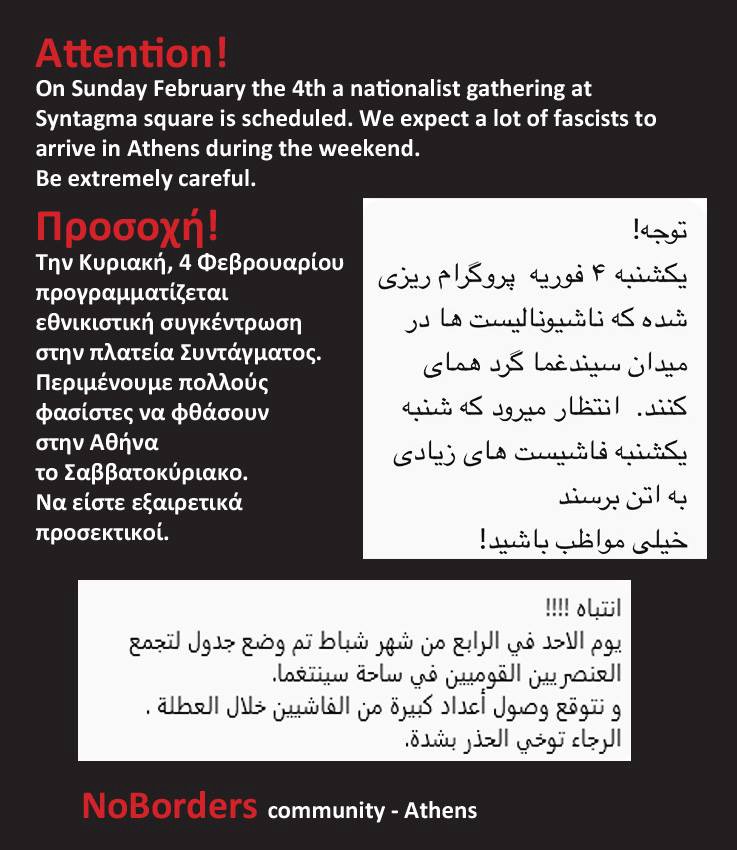 Attention!
On Sunday February the 4th a nationalist gathering at
Syntagma square is scheduled. We expect a lot of fascists to
arrive in Athens during the weekend.
Be extremely careful.
Προσοχή!
Την Κυριακή, 4 Φεβρουαρίου
προγραμματίζεται
εθνικιστική συγκέντρωση
στην πλατεία Συντάγματος.
Περιμένουμε πολλούς
φασίστες να φθάσουν
στην Αθήνα
το Σαββατοκύριακο.
Να είστε εξαιρετικά
προσεκτικοί.
توجه!
یکشنبه ۴ فوریه پروگرام ریزی
شده که ناشیونالیست ها در
میدان سیندغما گرد همای
کنند. انتظار میرود که شنبه
یکشنبه فاشیست های زیادی
به اتن برسند
خیلی مواظب باشید!
انتباه !!!!
يوم الاحد في الرابع من شهر شباط تم وضع جدول لتجمع
العنصريين القوميين في ساحة سينتغما.
و نتوقع وصول أعداد كبيرة من الفاشيين خلال العطلة .
الرجاء توخي الحذر بشدة.
NoBorders community - Athens